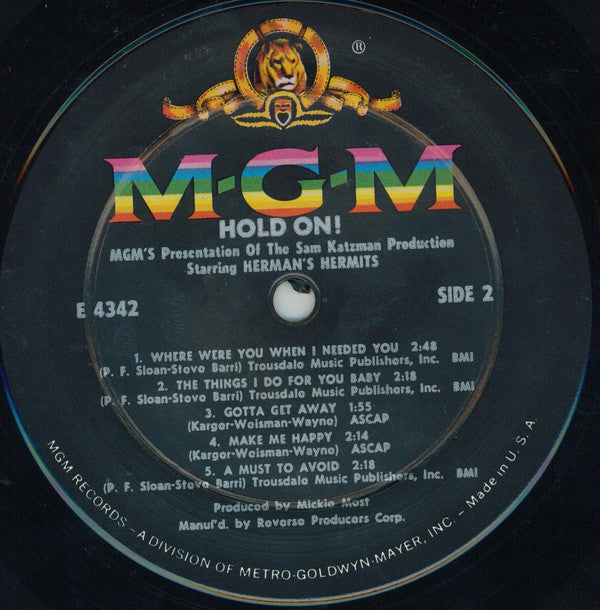 ®
M-G-M
HOLD ON!
MGM'S Presentation Of The Sam Katzman Production
Starring HERMAN'S HERMITS
E 4342
SIDE 2
1. WHERE WERE YOU WHEN I NEEDED YOU 2:48
(P. F. Sloan-Steve Barri) Trousdale Music Publishers, Inc. BMI
2. THE THINGS I DO FOR YOU BABY 2:18
(P. F. Sloan-Steve Barri) Trousdale Music Publishers, Inc. BMI
3. GOTTA GET AWAY 1:55
(Karger-Weisman-Wayne) ASCAP
4. MAKE ME HAPPY 2:14
(Karger-Weisman-Wayne) ASCAP
5. A MUST TO AVOID 2:18
(P. F. Sloan-Steve Barri) Trousdale Music Publishers, Inc. BMI
Produced by Mickie Most
Manuf'd. by Reverse Producers Corp.
MGM RECORDS – A DIVISION OF METRO-GOLDWYN-MAYER, INC. – Made in U.S.A.